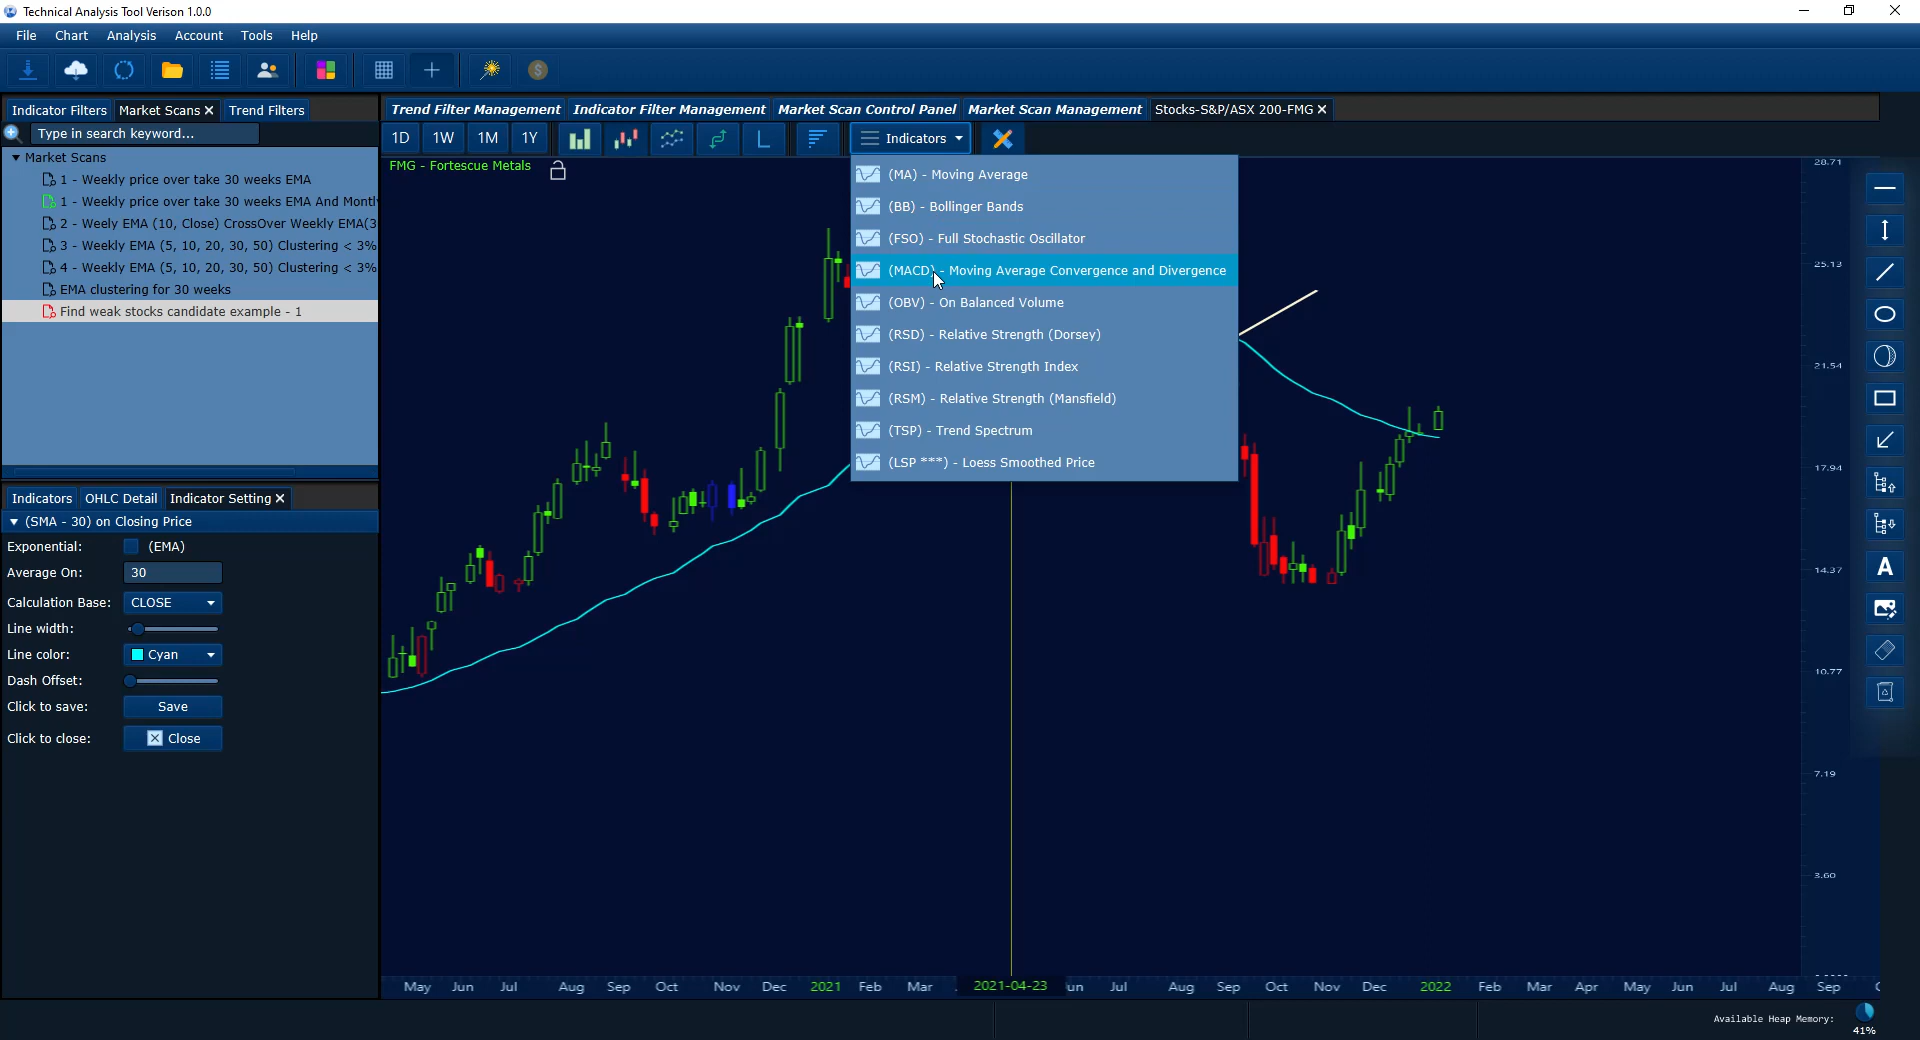 Technical Analysis Tool Verison 1.0.0
File Chart Analysis Account Tools Help
Indicator Filters Market Scans Trend Filters
Type in search keyword...
Market Scans
1 - Weekly price over take 30 weeks EMA
1 - Weekly price over take 30 weeks EMA And Montl
2 - Weely EMA (10, Close) CrossOver Weekly EMA(3
3 - Weekly EMA (5, 10, 20, 30, 50) Clustering < 3%
4 - Weekly EMA (5, 10, 20, 30, 50) Clustering < 3%
EMA clustering for 30 weeks
Find weak stocks candidate example - 1
Indicators OHLC Detail Indicator Setting
(SMA - 30) on Closing Price
Exponential: (EMA)
Average On: 30
Calculation Base: CLOSE
Line width:
Line color: Cyan
Dash Offset:
Click to save: Save
Click to close: Close
Trend Filter Management Indicator Filter Management Market Scan Control Panel Market Scan Management Stocks-S&P/ASX 200-FMG
1D 1W 1M 1Y Indicators
FMG - Fortescue Metals
(MA) - Moving Average
(BB) - Bollinger Bands
(FSO) - Full Stochastic Oscillator
(MACD) - Moving Average Convergence and Divergence
(OBV) - On Balanced Volume
(RSD) - Relative Strength (Dorsey)
(RSI) - Relative Strength Index
(RSM) - Relative Strength (Mansfield)
(TSP) - Trend Spectrum
(LSP ***) - Loess Smoothed Price
28.71
25.13
21.54
17.94
14.37
10.77
7.19
3.60
May Jun Jul Aug Sep Oct Nov Dec 2021 Feb Mar 2021-04-23 un Jul Aug Sep Oct Nov Dec 2022 Feb Mar Apr May Jun Jul Aug Sep
Available Heap Memory:
41%